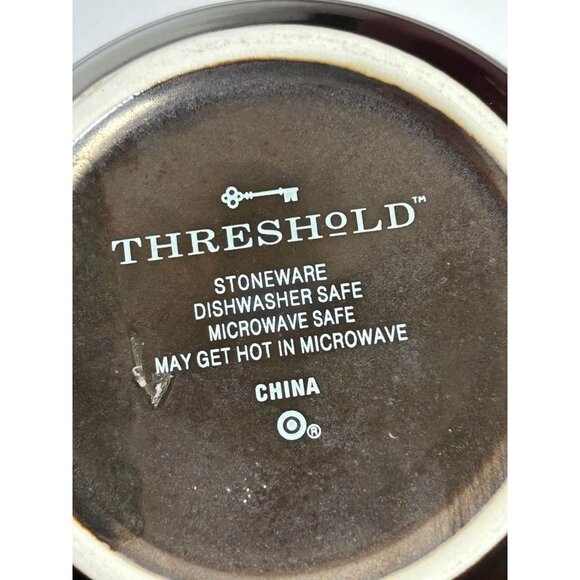 THRESHOLD™
STONEWARE
DISHWASHER SAFE
MICROWAVE SAFE
MAY GET HOT IN MICROWAVE
CHINA
®